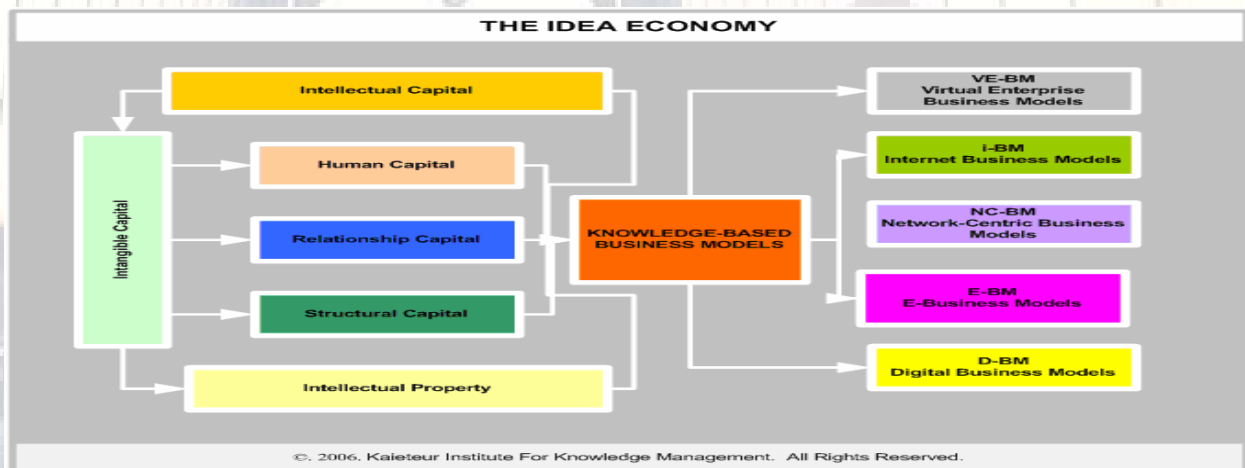 THE IDEA ECONOMY
Intellectual Capital
Intangible Capital
Human Capital
Relationship Capital
Structural Capital
Intellectual Property
KNOWLEDGE-BASED
BUSINESS MODELS
VE-BM
Virtual Enterprise
Business Models
i-BM
Internet Business Models
NC-BM
Network-Centric Business
Models
E-BM
E-Business Models
D-BM
Digital Business Models
©. 2006. Kaieteur Institute For Knowledge Management. All Rights Reserved.